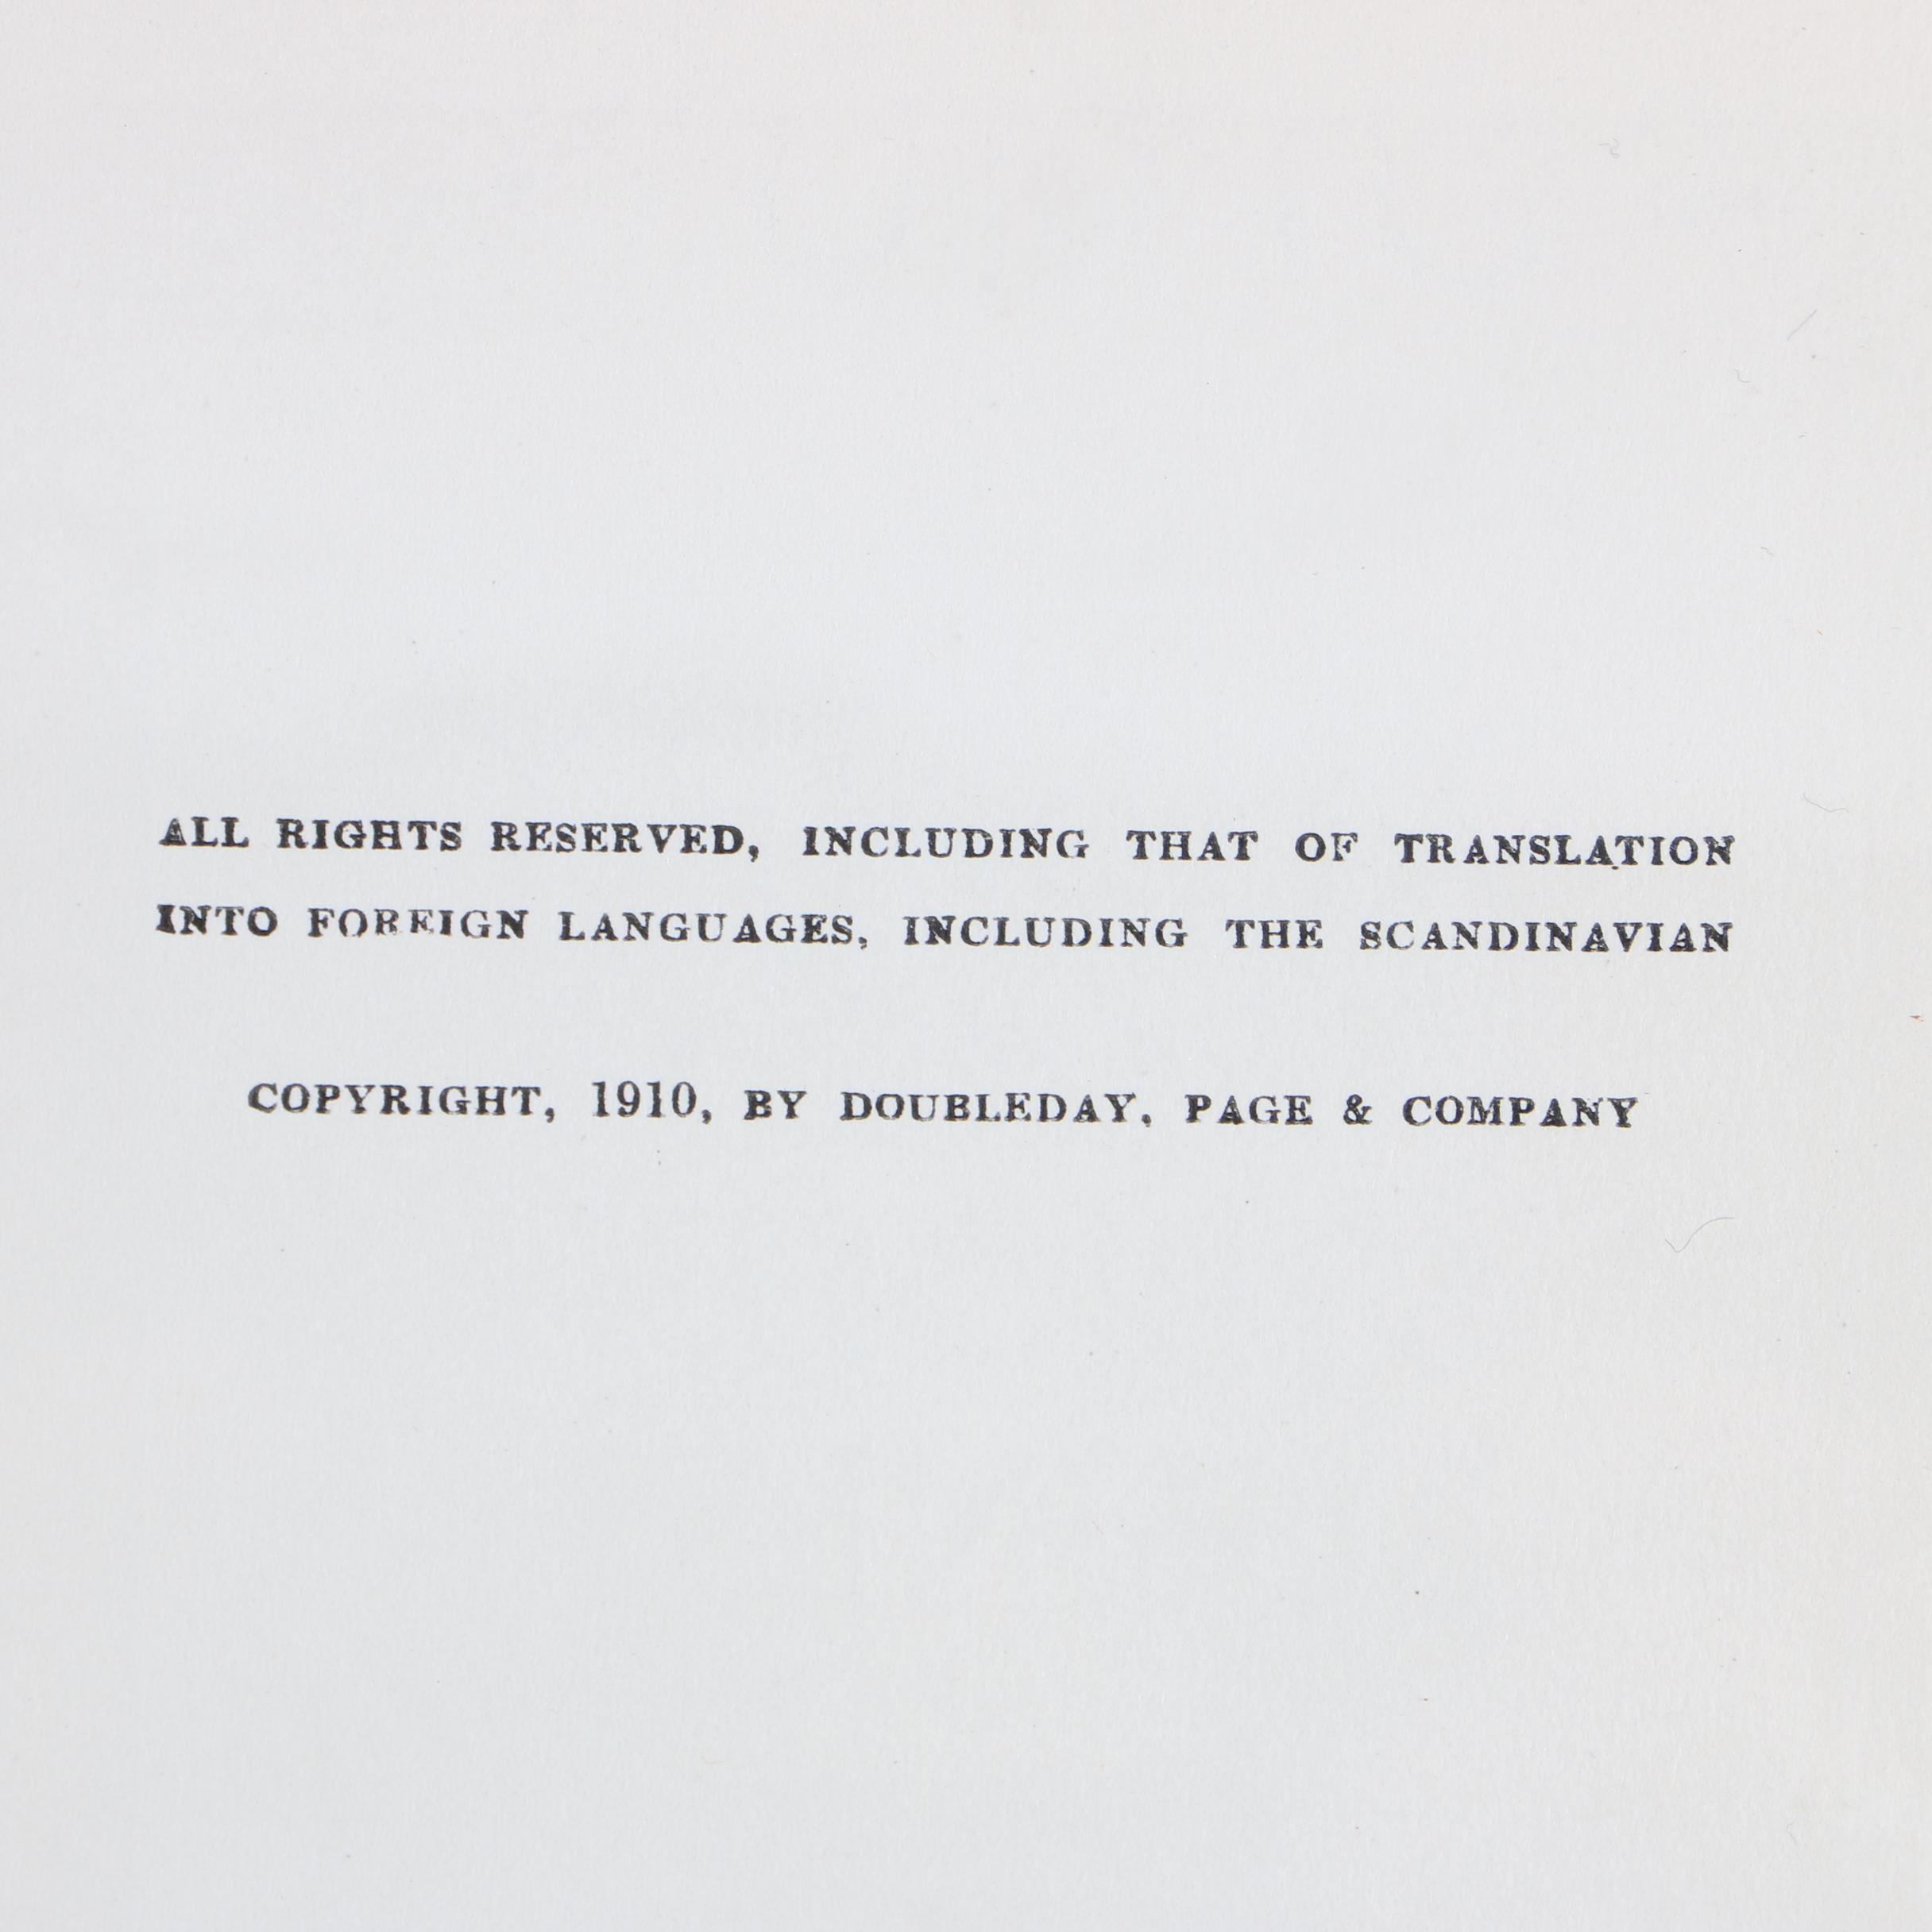 ALL RIGHTS RESERVED, INCLUDING THAT OF TRANSLATION
INTO FOREIGN LANGUAGES, INCLUDING THE SCANDINAVIAN
COPYRIGHT, 1910, BY DOUBLEDAY, PAGE & COMPANY